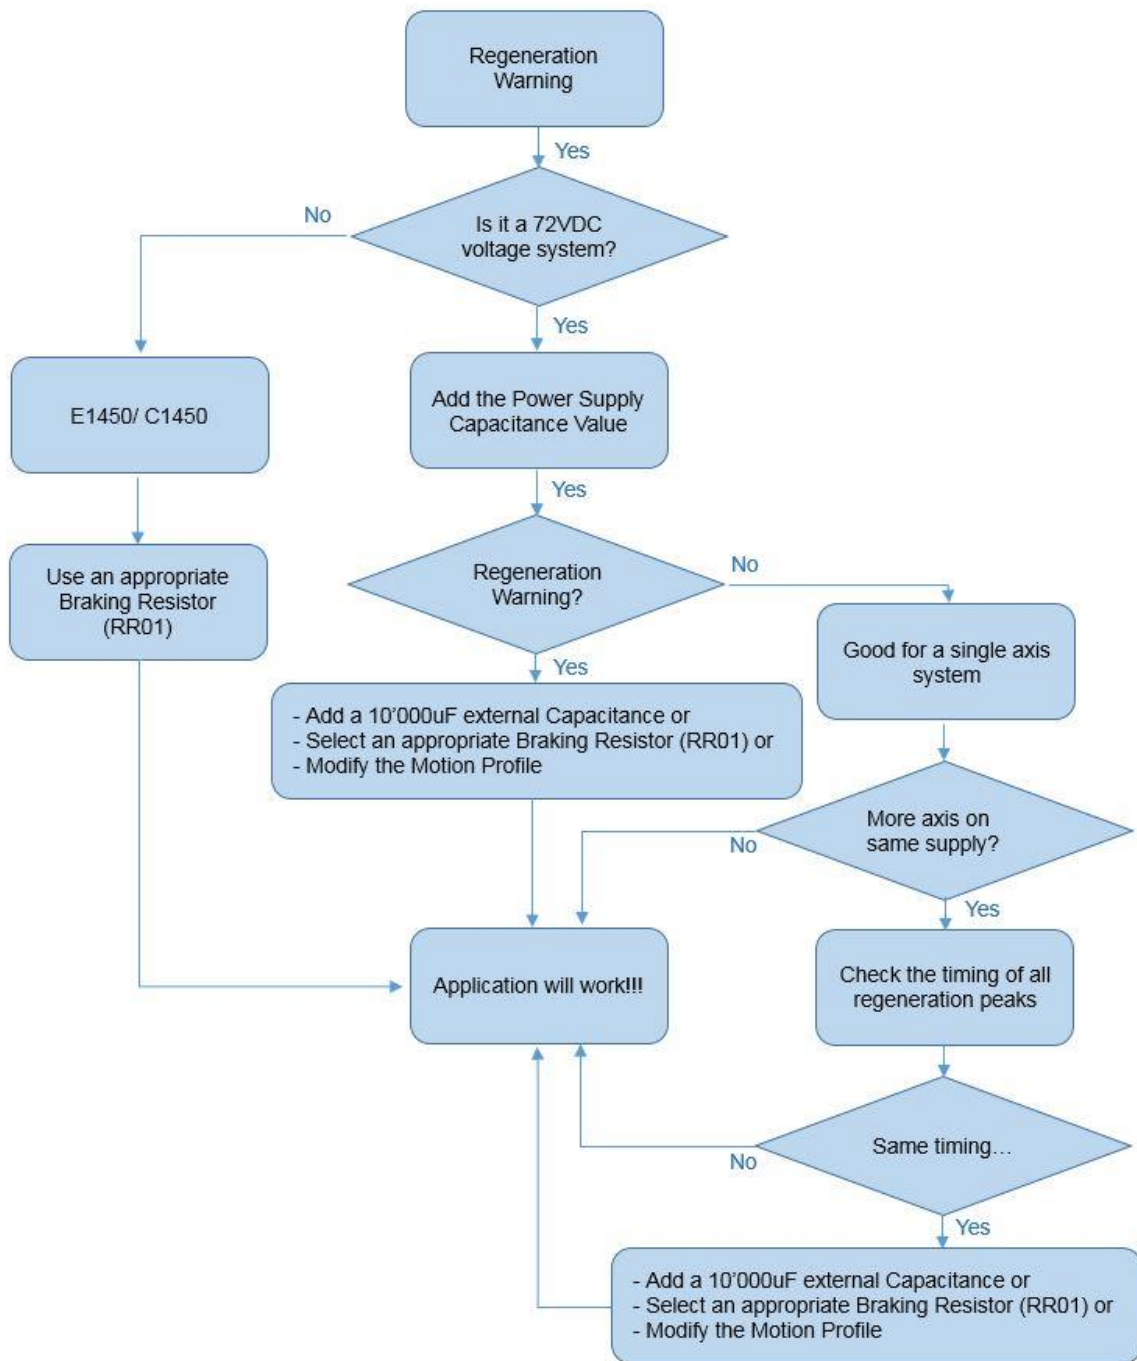 Regeneration
Warning
Yes
No
Is it a 72VDC
voltage system?
Yes
E1450/ C1450
Add the Power Supply
Capacitance Value
Yes
Use an appropriate
Braking Resistor
(RR01)
Regeneration
Warning?
No
Good for a single axis
system
Yes
- Add a 10'000uF external Capacitance or
- Select an appropriate Braking Resistor (RR01) or
- Modify the Motion Profile
More axis on
same supply?
No
Yes
Application will work!!!
Check the timing of all
regeneration peaks
Same timing…
No
Yes
- Add a 10'000uF external Capacitance or
- Select an appropriate Braking Resistor (RR01) or
- Modify the Motion Profile